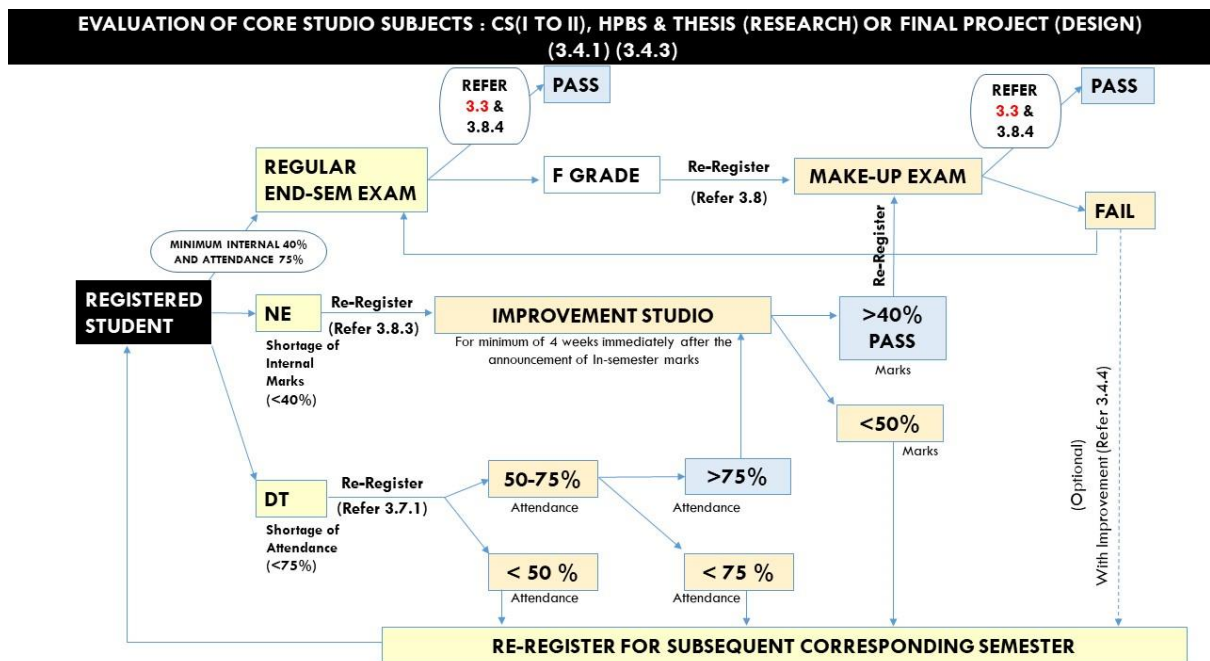 EVALUATION OF CORE STUDIO SUBJECTS : CS(I TO II), HPBS & THESIS (RESEARCH) OR FINAL PROJECT (DESIGN)
(3.4.1) (3.4.3)
REFER
3.3 &
3.8.4
PASS
REFER
3.3 &
3.8.4
PASS
REGULAR
END-SEM EXAM
F GRADE
Re-Register
(Refer 3.8)
MAKE-UP EXAM
FAIL
MINIMUM INTERNAL 40%
AND ATTENDANCE 75%
Re-Register
REGISTERED
STUDENT
NE
Shortage of
Internal
Marks
(<40%)
Re-Register
(Refer 3.8.3)
IMPROVEMENT STUDIO
For minimum of 4 weeks immediately after the
announcement of In-semester marks
>40%
PASS
Marks
<50%
Marks
(Optional)
With Improvement (Refer 3.4.4)
DT
Shortage of
Attendance
(<75%)
Re-Register
(Refer 3.7.1)
50-75%
Attendance
>75%
Attendance
< 50 %
Attendance
< 75 %
Attendance
RE-REGISTER FOR SUBSEQUENT CORRESPONDING SEMESTER